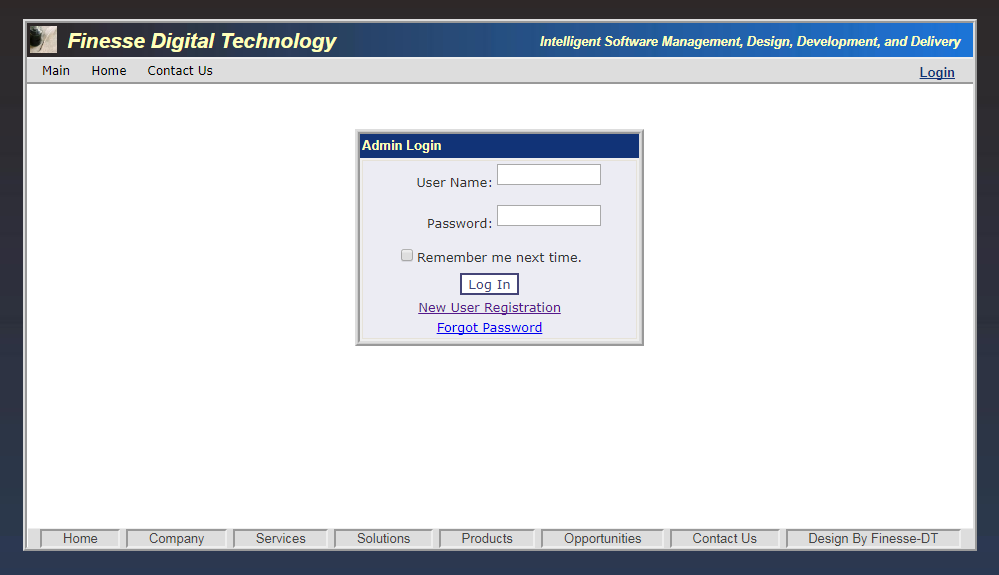 Finesse Digital Technology
Intelligent Software Management, Design, Development, and Delivery
Main Home Contact Us Login
Admin Login
User Name:
Password:
Remember me next time.
Log In
New User Registration
Forgot Password
Home Company Services Solutions Products Opportunities Contact Us Design By Finesse-DT